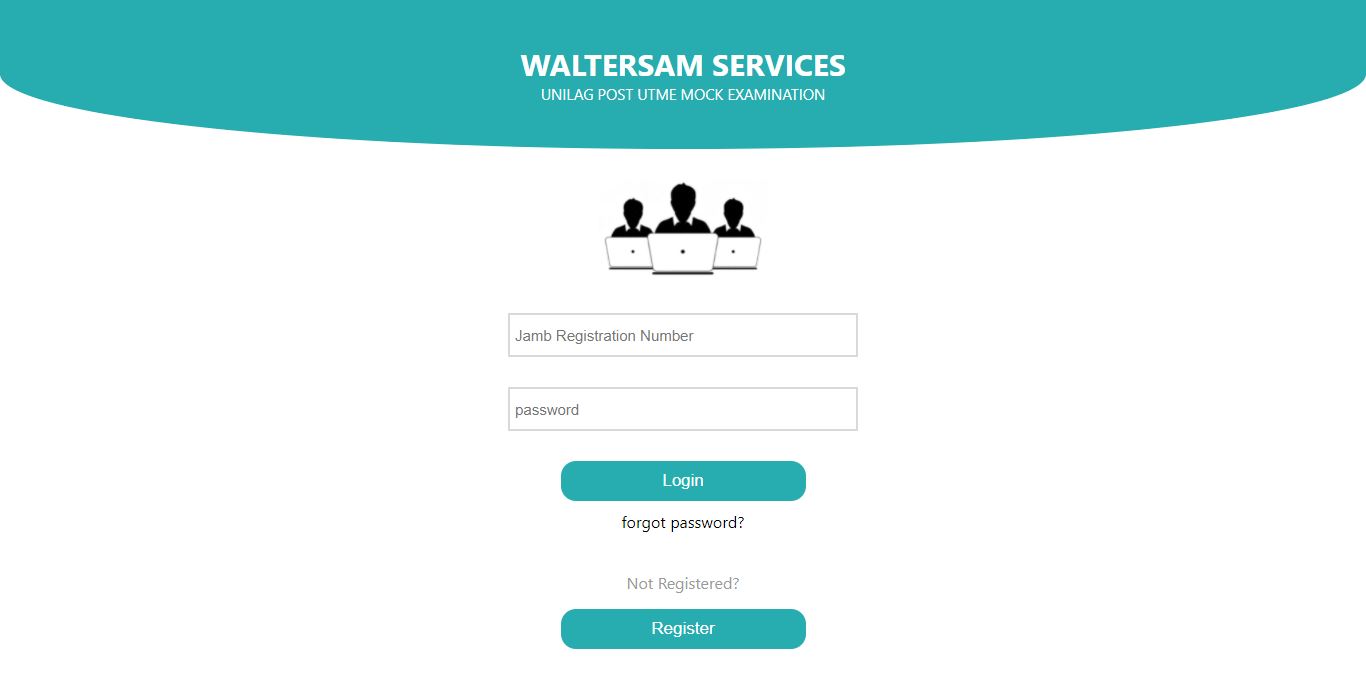 WALTERSAM SERVICES
UNILAG POST UTME MOCK EXAMINATION
Jamb Registration Number
password
Login
forgot password?
Not Registered?
Register